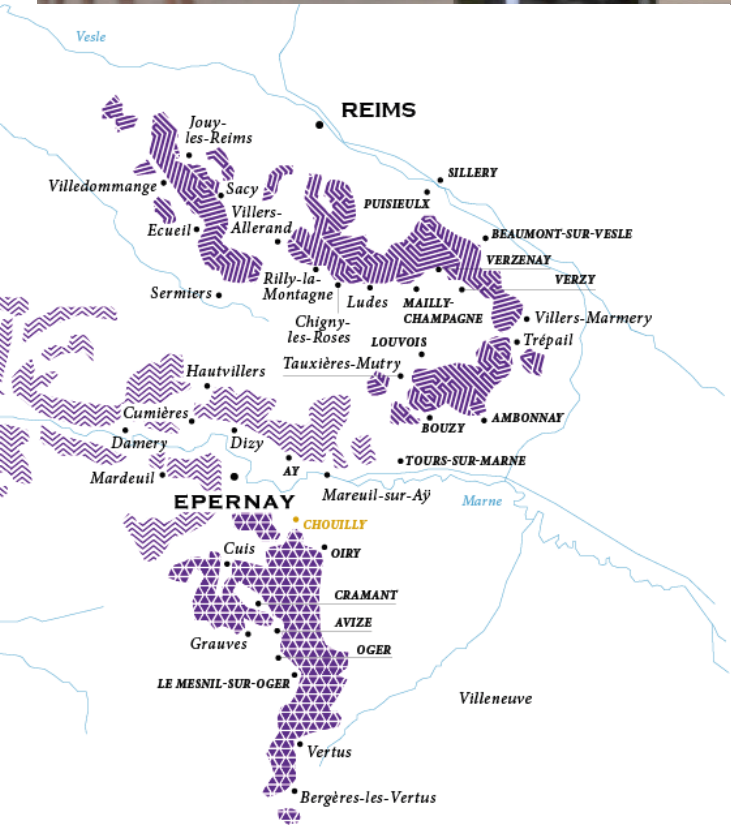 Vesle
REIMS
Jouy-
les-Reims
SILLERY
Villedommange
Sacy
PUISIEULX
Villers-
Allerand
Ecueil
BEAUMONT-SUR-VESLE
VERZENAY
VERZY
Rilly-la-
Montagne
Sermiers
Ludes
MAILLY-
CHAMPAGNE
Chigny-
les-Roses
Villers-Marmery
LOUVOIS
Trépail
Tauxières-Mutry
Hautvillers
Cumières
AMBONNAY
BOUZY
Damery
Dizy
TOURS-SUR-MARNE
AY
Mardeuil
Mareuil-sur-Aÿ
Marne
EPERNAY
CHOUILLY
Cuis
OIRY
CRAMANT
AVIZE
Grauves
OGER
LE MESNIL-SUR-OGER
Villeneuve
Vertus
Bergères-les-Vertus